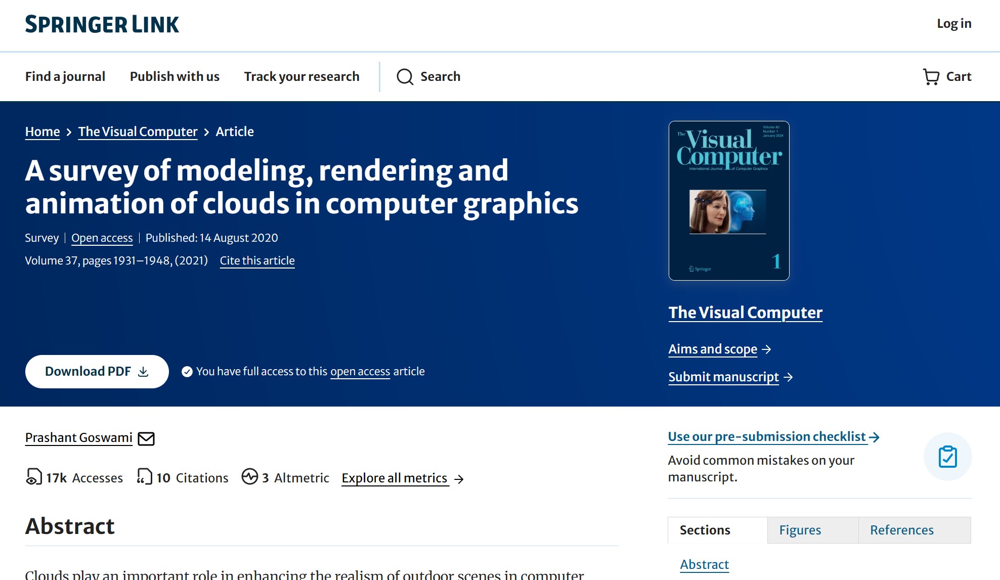 SPRINGER LINK
Log in
Find a journal
Publish with us
Track your research
Search
Cart
Home > The Visual Computer > Article
A survey of modeling, rendering and
animation of clouds in computer graphics
Survey | Open access | Published: 14 August 2020
Volume 37, pages 1931–1948, (2021) Cite this article
Download PDF
You have full access to this open access article
Volume 40
Number 1
January 2024
The Visual
Computer
International Journal of Computer Graphics
1
Springer
The Visual Computer
Aims and scope
Submit manuscript
Prashant Goswami
17k Accesses
10 Citations
3 Altmetric
Explore all metrics
Abstract
Clouds play an important role in enhancing the realism of outdoor scenes in computer
Use our pre-submission checklist
Avoid common mistakes on your
manuscript.
Sections
Figures
References
Abstract